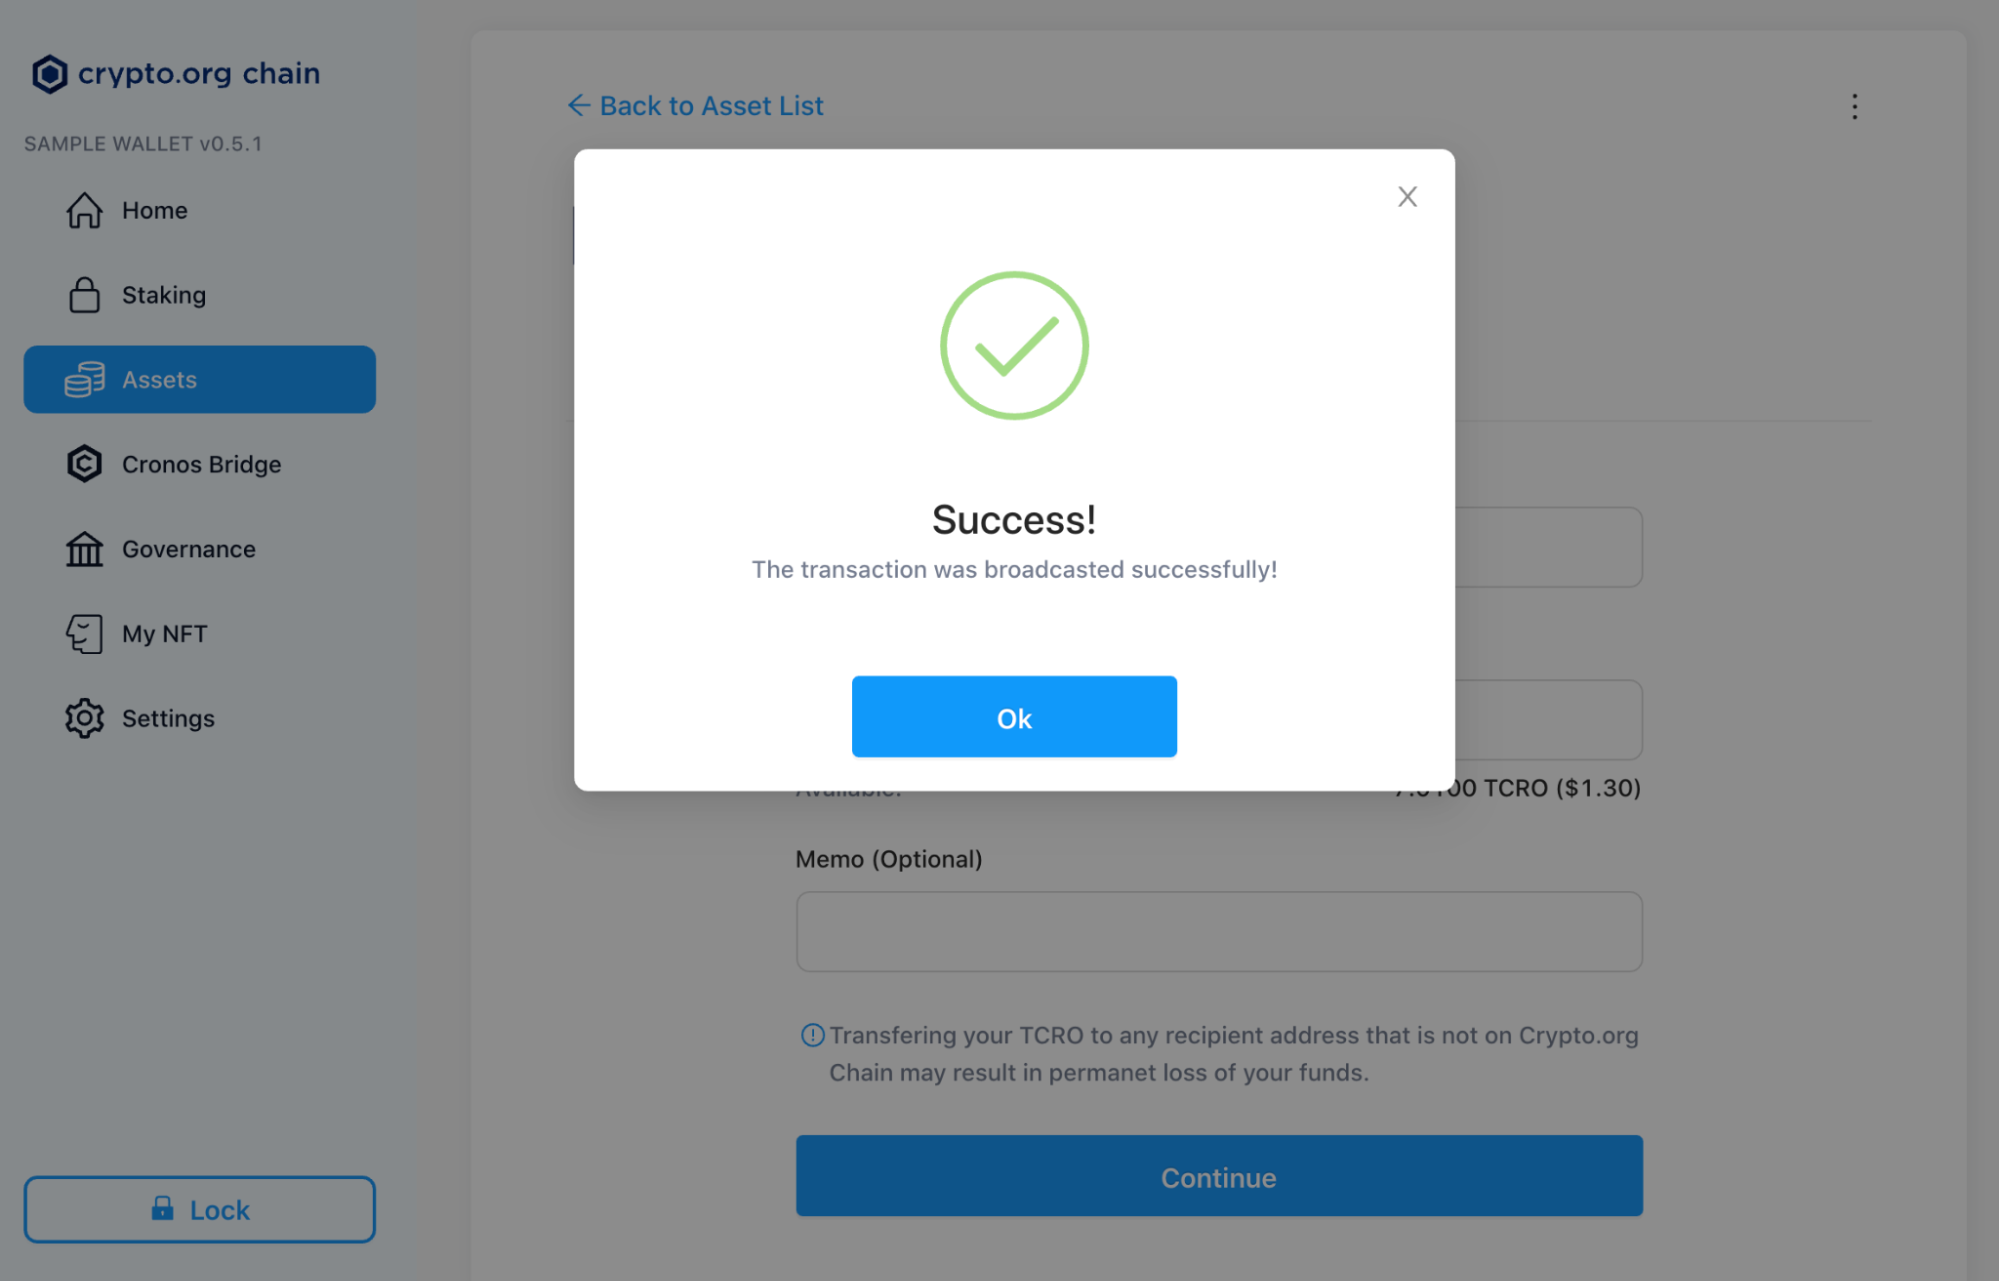 crypto.org chain
SAMPLE WALLET v0.5.1
Home
Staking
Assets
Cronos Bridge
Governance
My NFT
Settings
Lock
Back to Asset List
X
Success!
The transaction was broadcasted successfully!
Ok
TCRO ($1.30)
Memo (Optional)
Transfering your TCRO to any recipient address that is not on Crypto.org
Chain may result in permanet loss of your funds.
Continue